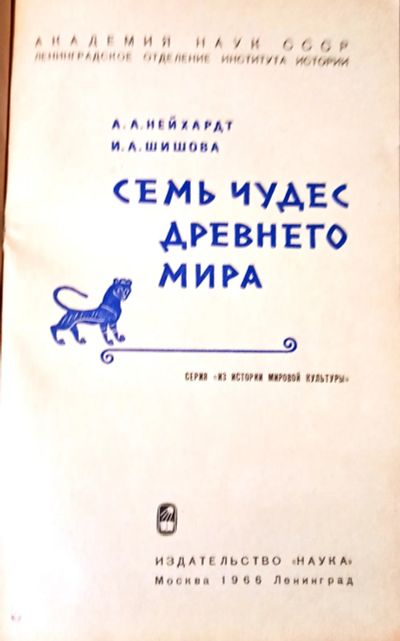 АКАДЕМИЯ НАУК СССР
ЛЕНИНГРАДСКОЕ ОТДЕЛЕНИЕ ИНСТИТУТА ИСТОРИИ
А. А. НЕЙХАРДТ
И. А. ШИШОВА
СЕМЬ ЧУДЕС
ДРЕВНЕГО
МИРА
СЕРИЯ «ИЗ ИСТОРИИ МИРОВОЙ КУЛЬТУРЫ»
ИЗДАТЕЛЬСТВО «НАУКА»
Москва 1966 Ленинград